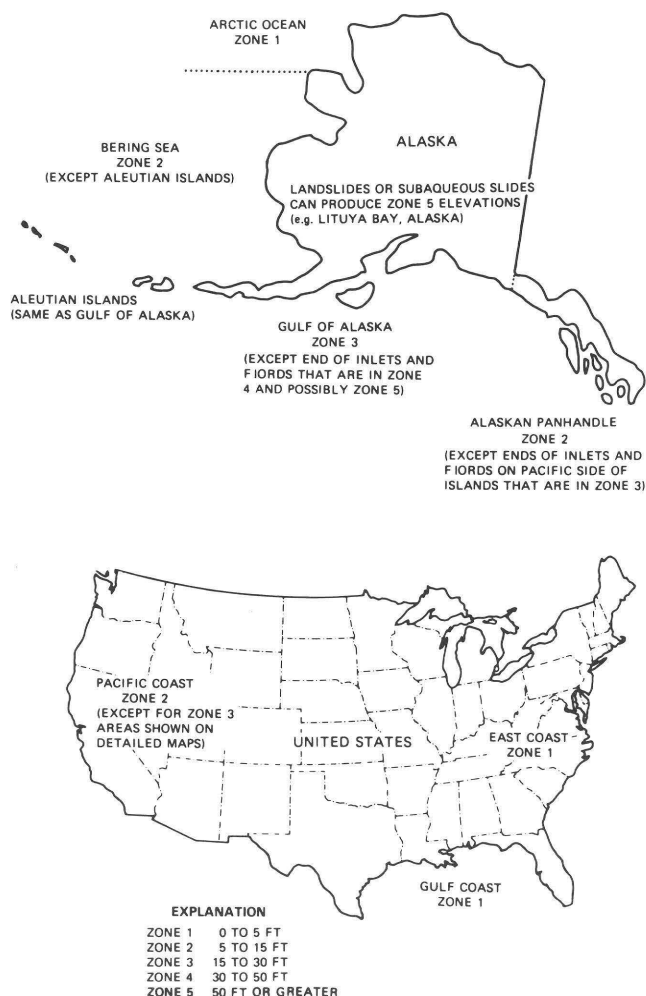 ARCTIC OCEAN
ZONE 1
BERING SEA
ZONE 2
(EXCEPT ALEUTIAN ISLANDS)
ALASKA
LANDSLIDES OR SUBAQUEOUS SLIDES
CAN PRODUCE ZONE 5 ELEVATIONS
(e.g. LITUYA BAY, ALASKA)
ALEUTIAN ISLANDS
(SAME AS GULF OF ALASKA)
GULF OF ALASKA
ZONE 3
(EXCEPT END OF INLETS AND
FIORDS THAT ARE IN ZONE
4 AND POSSIBLY ZONE 5)
ALASKAN PANHANDLE
ZONE 2
(EXCEPT ENDS OF INLETS AND
FIORDS ON PACIFIC SIDE OF
ISLANDS THAT ARE IN ZONE 3)
PACIFIC COAST
ZONE 2
(EXCEPT FOR ZONE 3
AREAS SHOWN ON
DETAILED MAPS)
UNITED STATES
EAST COAST
ZONE 1
GULF COAST
ZONE 1
EXPLANATION
ZONE 1 0 TO 5 FT
ZONE 2 5 TO 15 FT
ZONE 3 15 TO 30 FT
ZONE 4 30 TO 50 FT
ZONE 5 50 FT OR GREATER